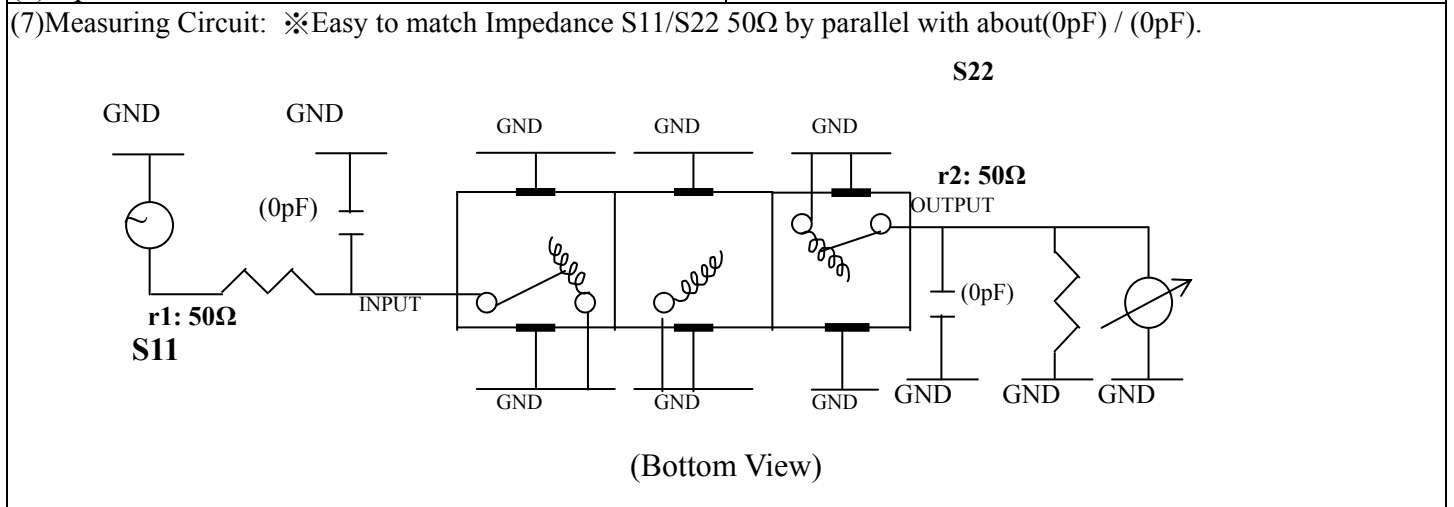 (7)Measuring Circuit: ※Easy to match Impedance S11/S22 50Ω by parallel with about(0pF) / (0pF).
S22
GND GND GND GND GND
r2: 50Ω
(0pF) OUTPUT
(0pF)
INPUT
r1: 50Ω
S11
GND GND GND GND GND GND
(Bottom View)